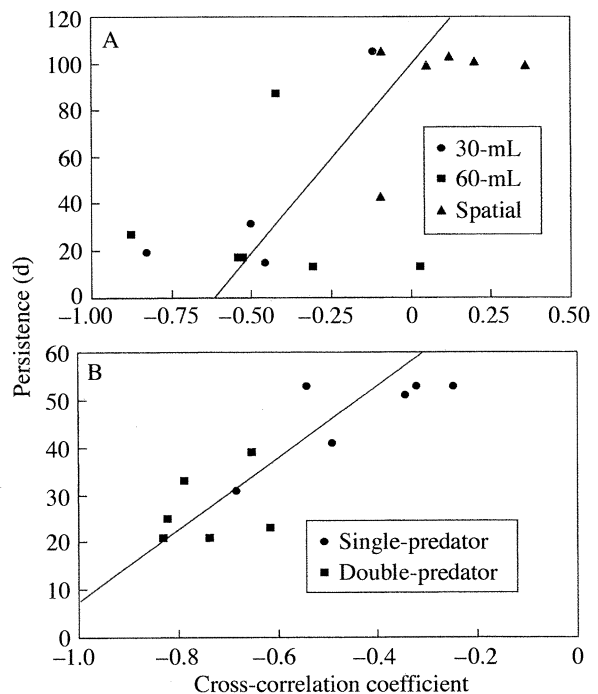 120
A
100
80
60
40
20
0
30-mL
60-mL
Spatial
−1.00 −0.75 −0.50 −0.25 0 0.25 0.50
Persistence (d)
60
B
50
40
30
20
10
0
Single-predator
Double-predator
−1.0 −0.8 −0.6 −0.4 −0.2 0
Cross-correlation coefficient